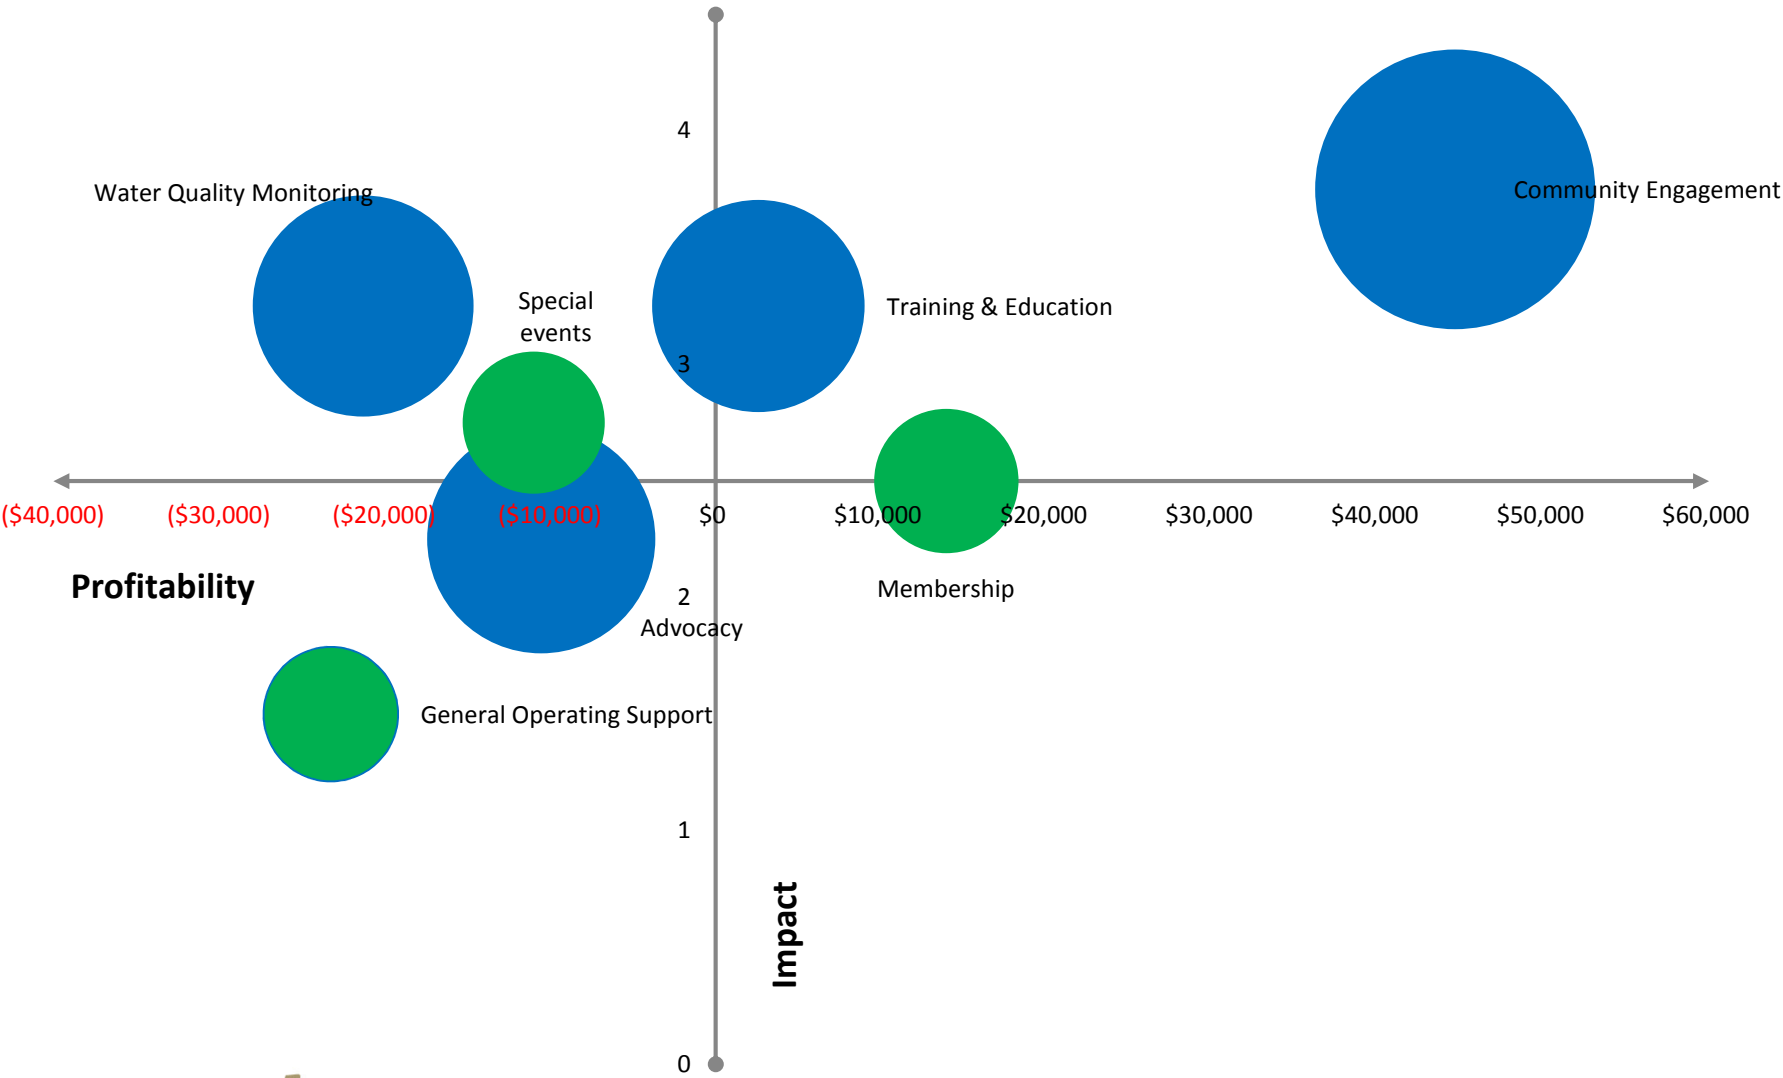 4
Water Quality Monitoring
Community Engagement
Special
events
Training & Education
3
($40,000)
($30,000)
($20,000)
($10,000)
$0
$10,000
$20,000
$30,000
$40,000
$50,000
$60,000
Profitability
Membership
2
Advocacy
General Operating Support
1
Impact
0